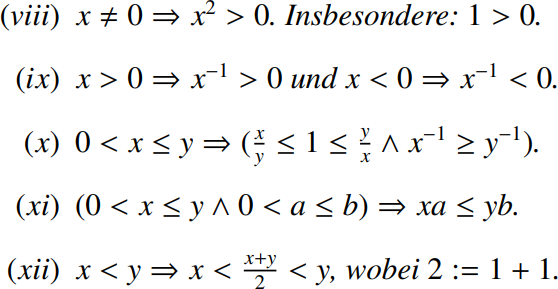 (viii) x ≠ 0 ⇒ x² > 0. Insbesondere: 1 > 0.
(ix) x > 0 ⇒ x⁻¹ > 0 und x < 0 ⇒ x⁻¹ < 0.
(x) 0 < x ≤ y ⇒ (x/y ≤ 1 ≤ y/x ∧ x⁻¹ ≥ y⁻¹).
(xi) (0 < x ≤ y ∧ 0 < a ≤ b) ⇒ xa ≤ yb.
(xii) x < y ⇒ x < x+y/2 < y, wobei 2 := 1 + 1.